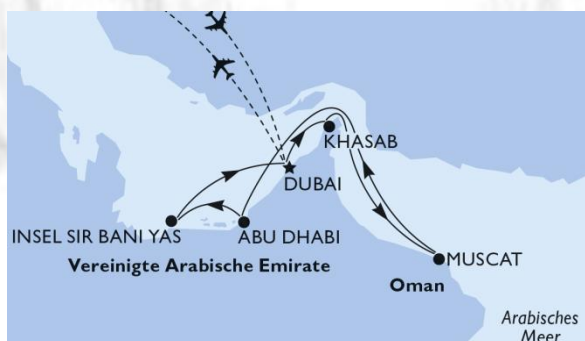 KHASAB
DUBAI
INSEL SIR BANI YAS
ABU DHABI
Vereinigte Arabische Emirate
MUSCAT
Oman
Arabisches
Meer